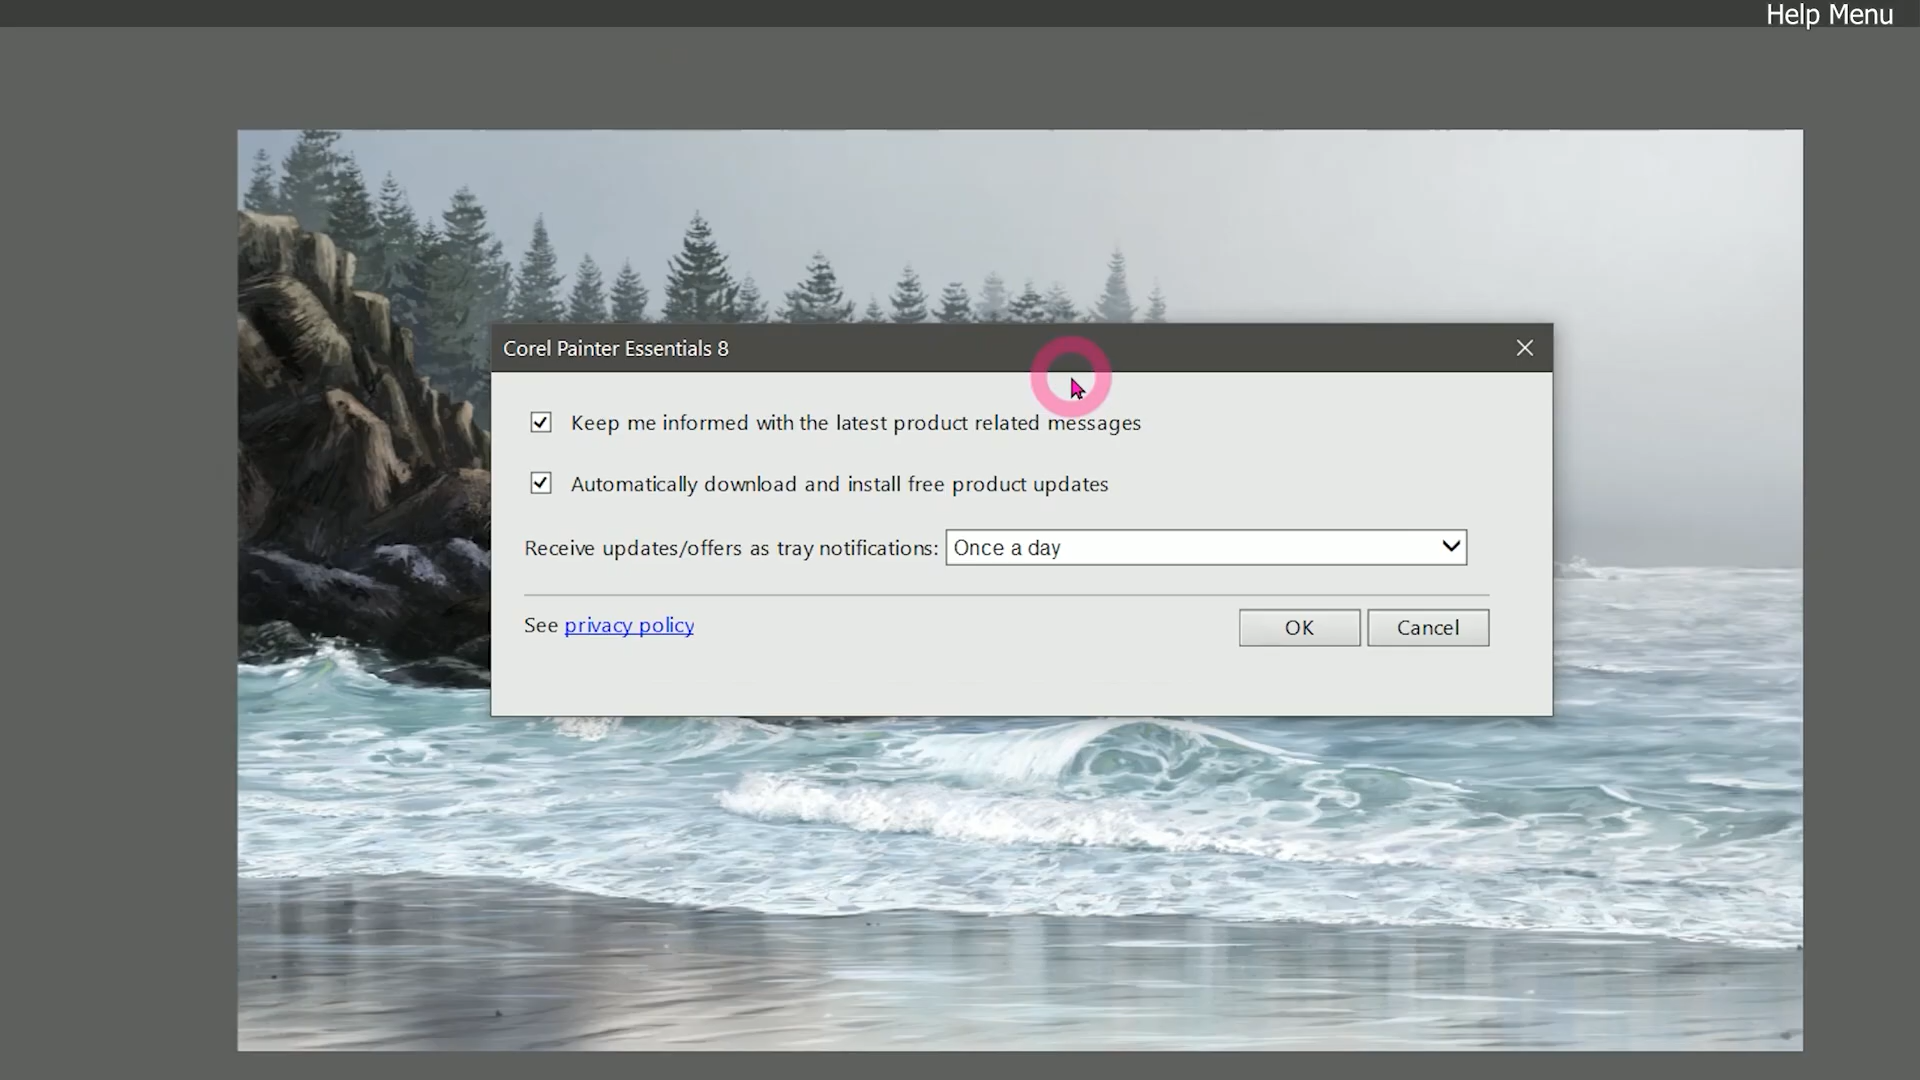 Help Menu
Corel Painter Essentials 8
Keep me informed with the latest product related messages
Automatically download and install free product updates
Receive updates/offers as tray notifications: Once a day
See privacy policy
OK Cancel